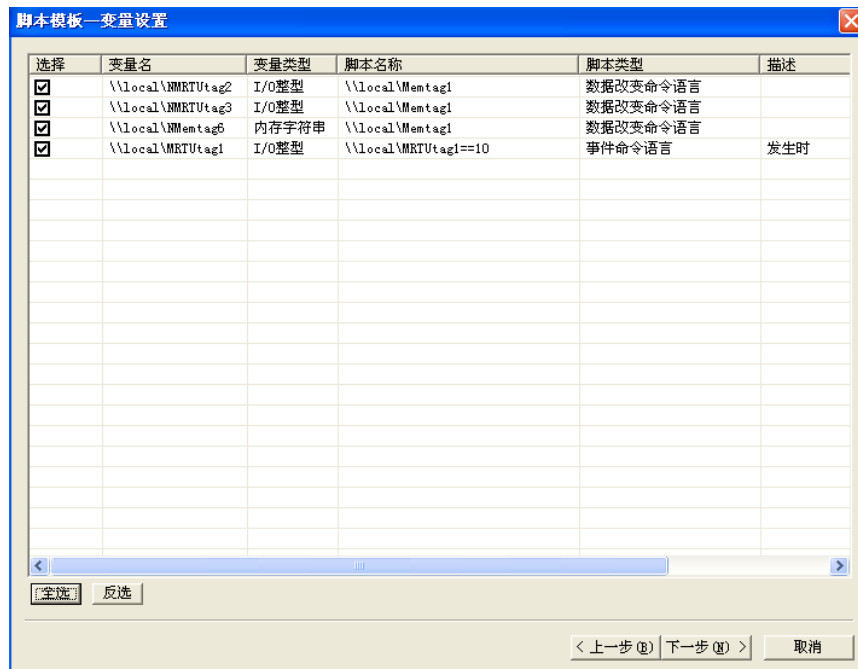 脚本模板—变量设置
选择 变量名 变量类型 脚本名称 脚本类型 描述
\\local\NMRTUtag2 I/O整型 \\local\Memtag1 数据改变命令语言
\\local\NMRTUtag3 I/O整型 \\local\Memtag1 数据改变命令语言
\\local\NMemtag6 内存字符串 \\local\Memtag1 数据改变命令语言
\\local\MRTUtag1 I/O整型 \\local\MRTUtag1==10 事件命令语言 发生时
全选 反选
< 上一步(B) 下一步(N) > 取消